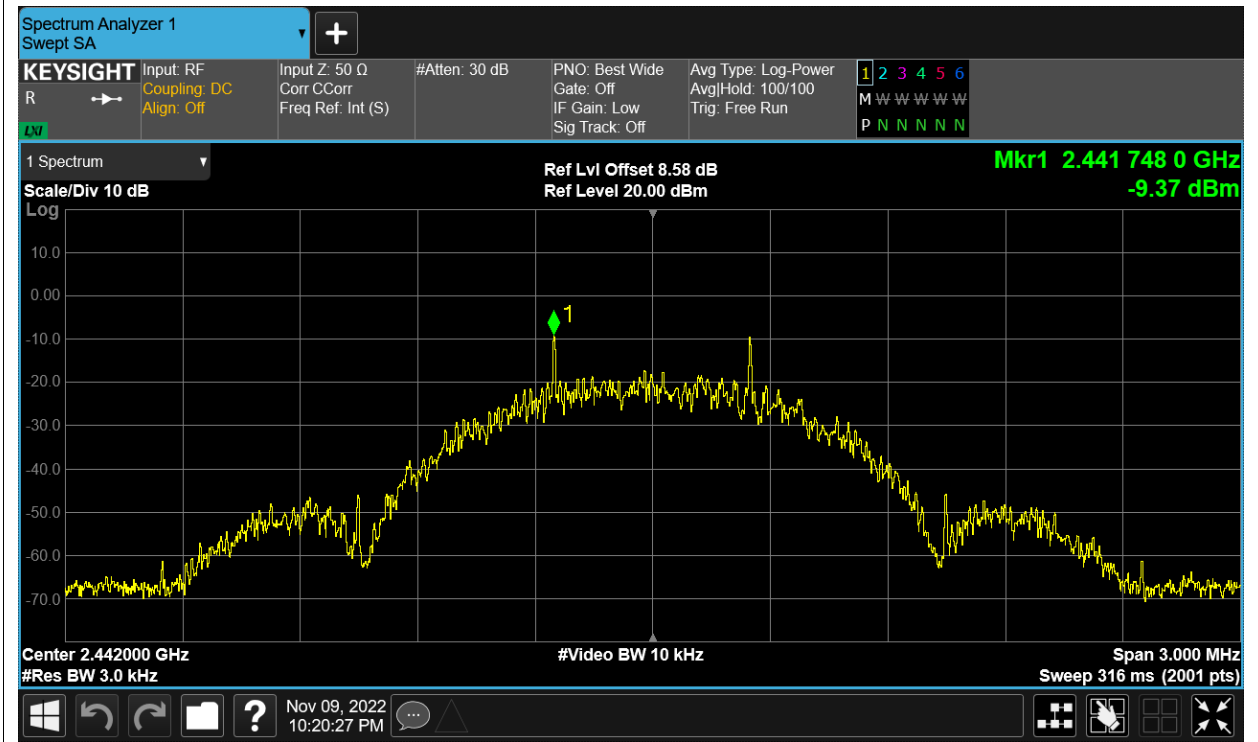 Spectrum Analyzer 1
Swept SA
KEYSIGHT
R
LXI
Input: RF
Coupling: DC
Align: Off
Input Z: 50 Ω
Corr CCorr
Freq Ref: Int (S)
#Atten: 30 dB
PNO: Best Wide
Gate: Off
IF Gain: Low
Sig Track: Off
Avg Type: Log-Power
Avg|Hold: 100/100
Trig: Free Run
1 2 3 4 5 6
M W W W W W
P N N N N N
1 Spectrum
Scale/Div 10 dB
Log
Ref Lvl Offset 8.58 dB
Ref Level 20.00 dBm
Mkr1 2.441 748 0 GHz
-9.37 dBm
10.0
0.00
1
-10.0
-20.0
-30.0
-40.0
-50.0
-60.0
-70.0
Center 2.442000 GHz
#Video BW 10 kHz
Span 3.000 MHz
#Res BW 3.0 kHz
Sweep 316 ms (2001 pts)
?
Nov 09, 2022
10:20:27 PM